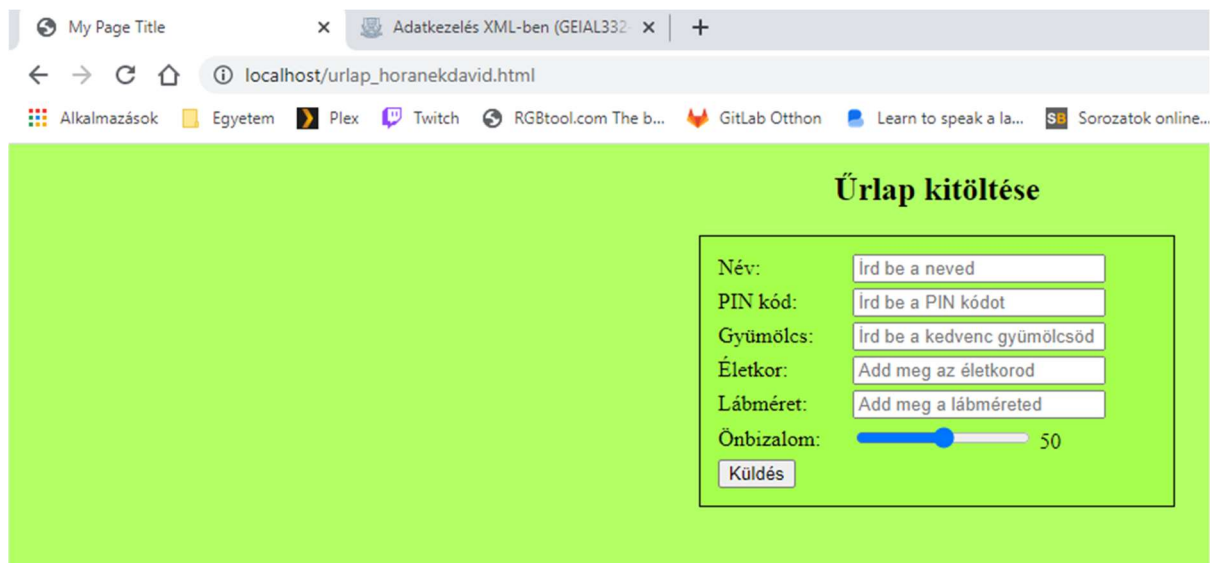 My Page Title
Adatkezelés XML-ben (GEIAL332-
localhost/urlap_horanekdavid.html
Alkalmazások Egyetem Plex Twitch RGBtool.com The b... GitLab Otthon Learn to speak a la... SB Sorozatok online...
Űrlap kitöltése
Név: Írd be a neved
PIN kód: Írd be a PIN kódot
Gyümölcs: Írd be a kedvenc gyümölcsöd
Életkor: Add meg az életkorod
Lábméret: Add meg a lábméreted
Önbizalom: 50
Küldés